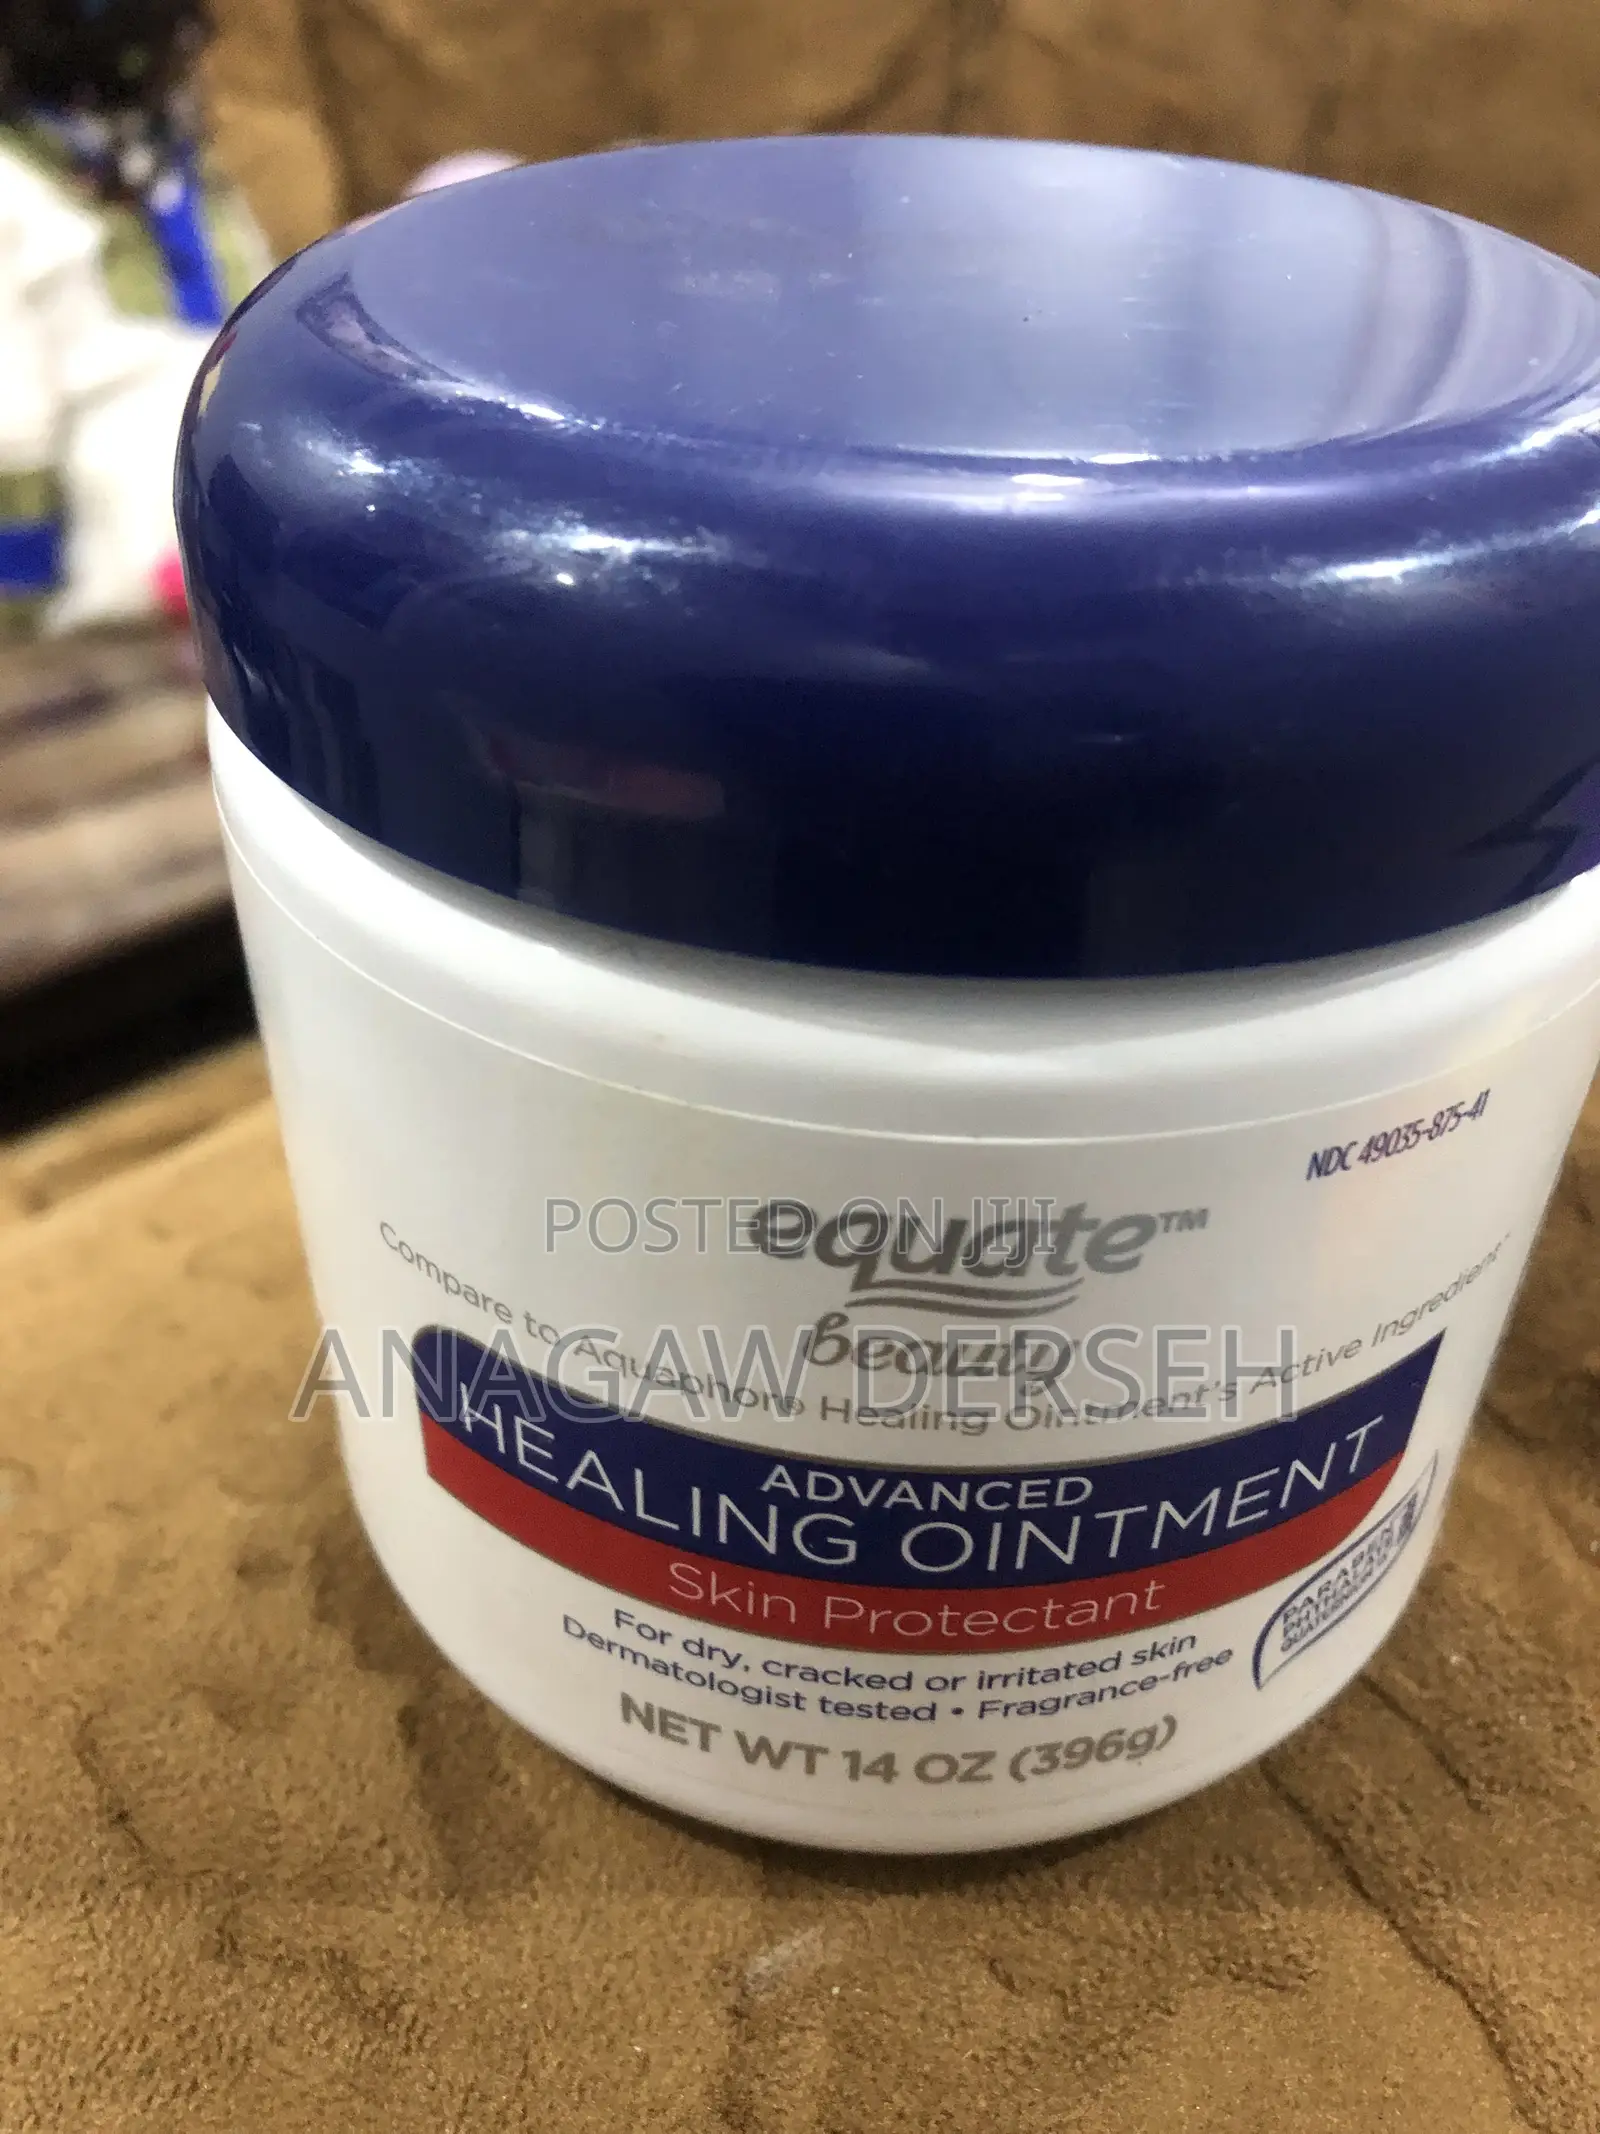 NDC 49035-875-41
equate™
POSTED ON JIJI
beauty
ANAGAW DERSEH
Compare to Aquaphor® Healing Ointment's Active Ingredient*
ADVANCED
HEALING OINTMENT
Skin Protectant
PARABEN
PHTHALATE
For dry, cracked or irritated skin
Dermatologist tested • Fragrance-free
NET WT 14 OZ (396g)